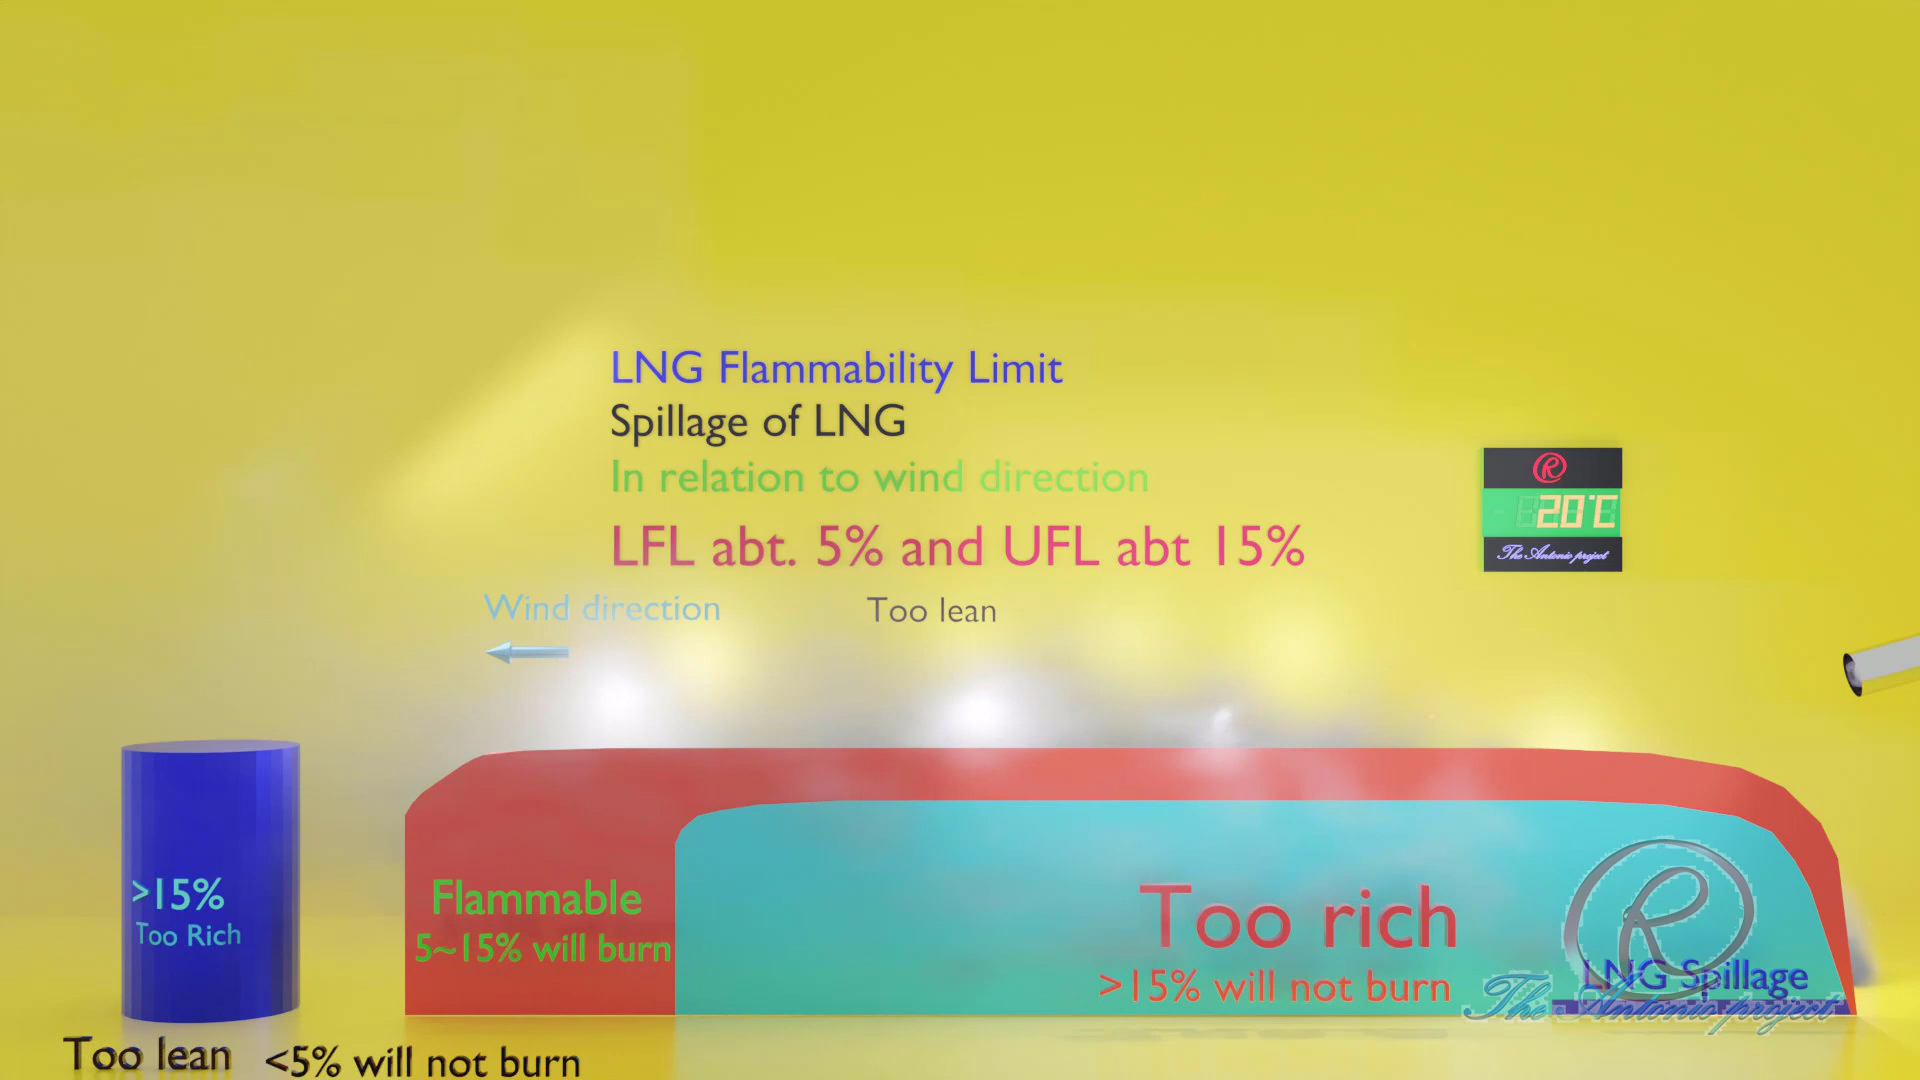 LNG Flammability Limit
Spillage of LNG
In relation to wind direction
LFL abt. 5% and UFL abt 15%
R
20°C
The Antonio project
Wind direction
Too lean
>15%
Too Rich
Flammable
5~15% will burn
Too rich
>15% will not burn
R
LNG Spillage
The Antonio project
Too lean
<5% will not burn